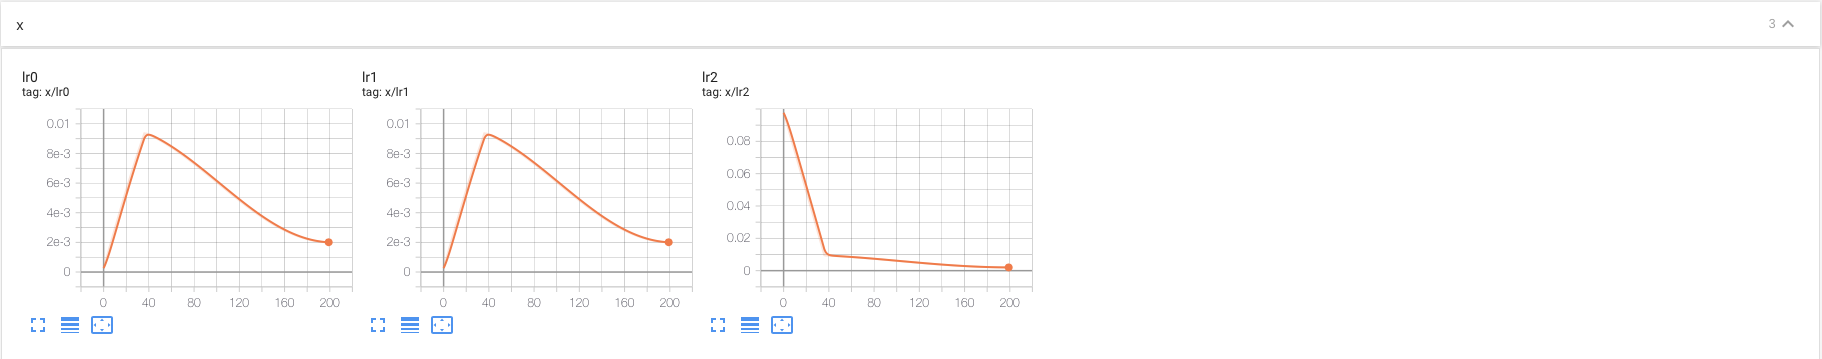 x
3
lr0
tag: x/lr0
0.01
8e-3
6e-3
4e-3
2e-3
0
0 40 80 120 160 200
lr1
tag: x/lr1
0.01
8e-3
6e-3
4e-3
2e-3
0
0 40 80 120 160 200
lr2
tag: x/lr2
0.08
0.06
0.04
0.02
0
0 40 80 120 160 200